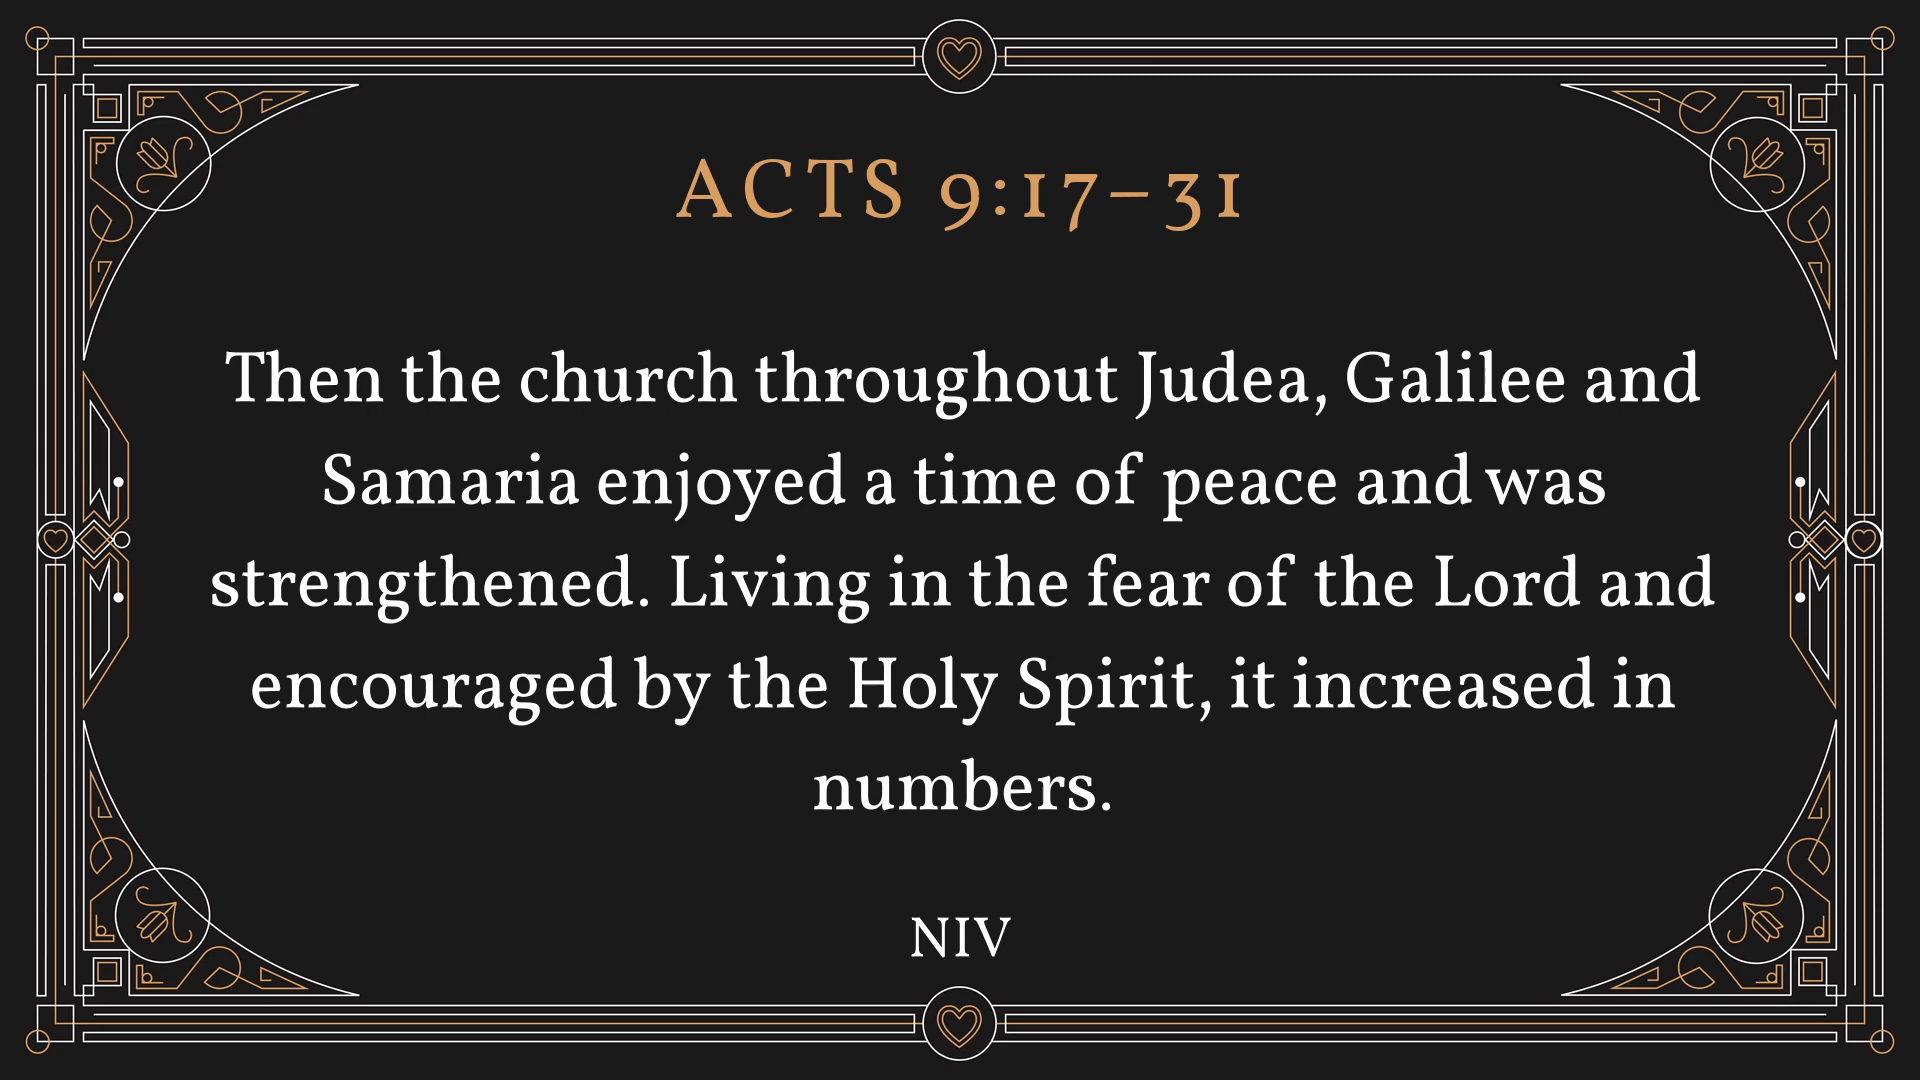 ACTS 9:17–31
Then the church throughout Judea, Galilee and
Samaria enjoyed a time of peace and was
strengthened. Living in the fear of the Lord and
encouraged by the Holy Spirit, it increased in
numbers.
NIV